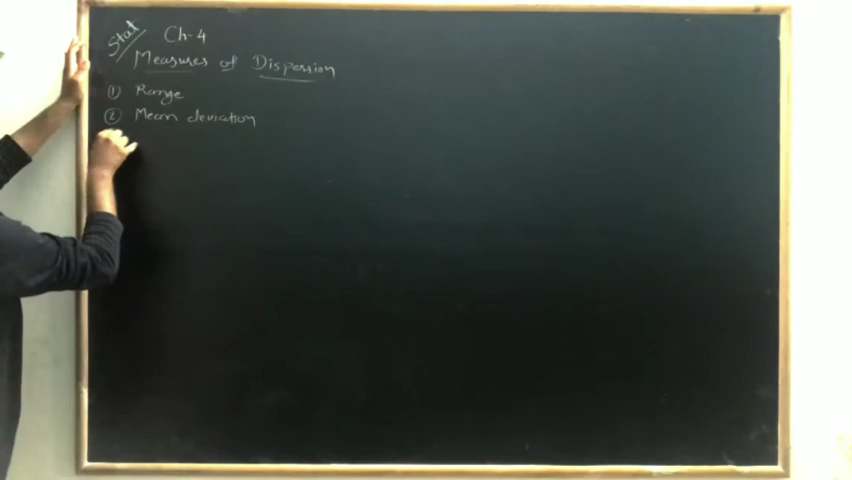 Stat Ch-4
Measures of Dispersion
① Range
② Mean deviation